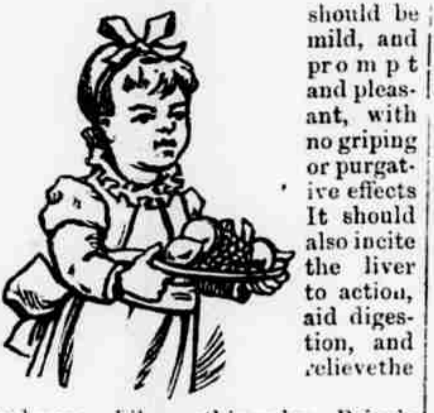 should be
mild, and
prompt
and pleas-
ant, with
no griping
or purgat-
ive effects
It should
also incite
the liver
to action,
aid diges-
tion, and
relievethe